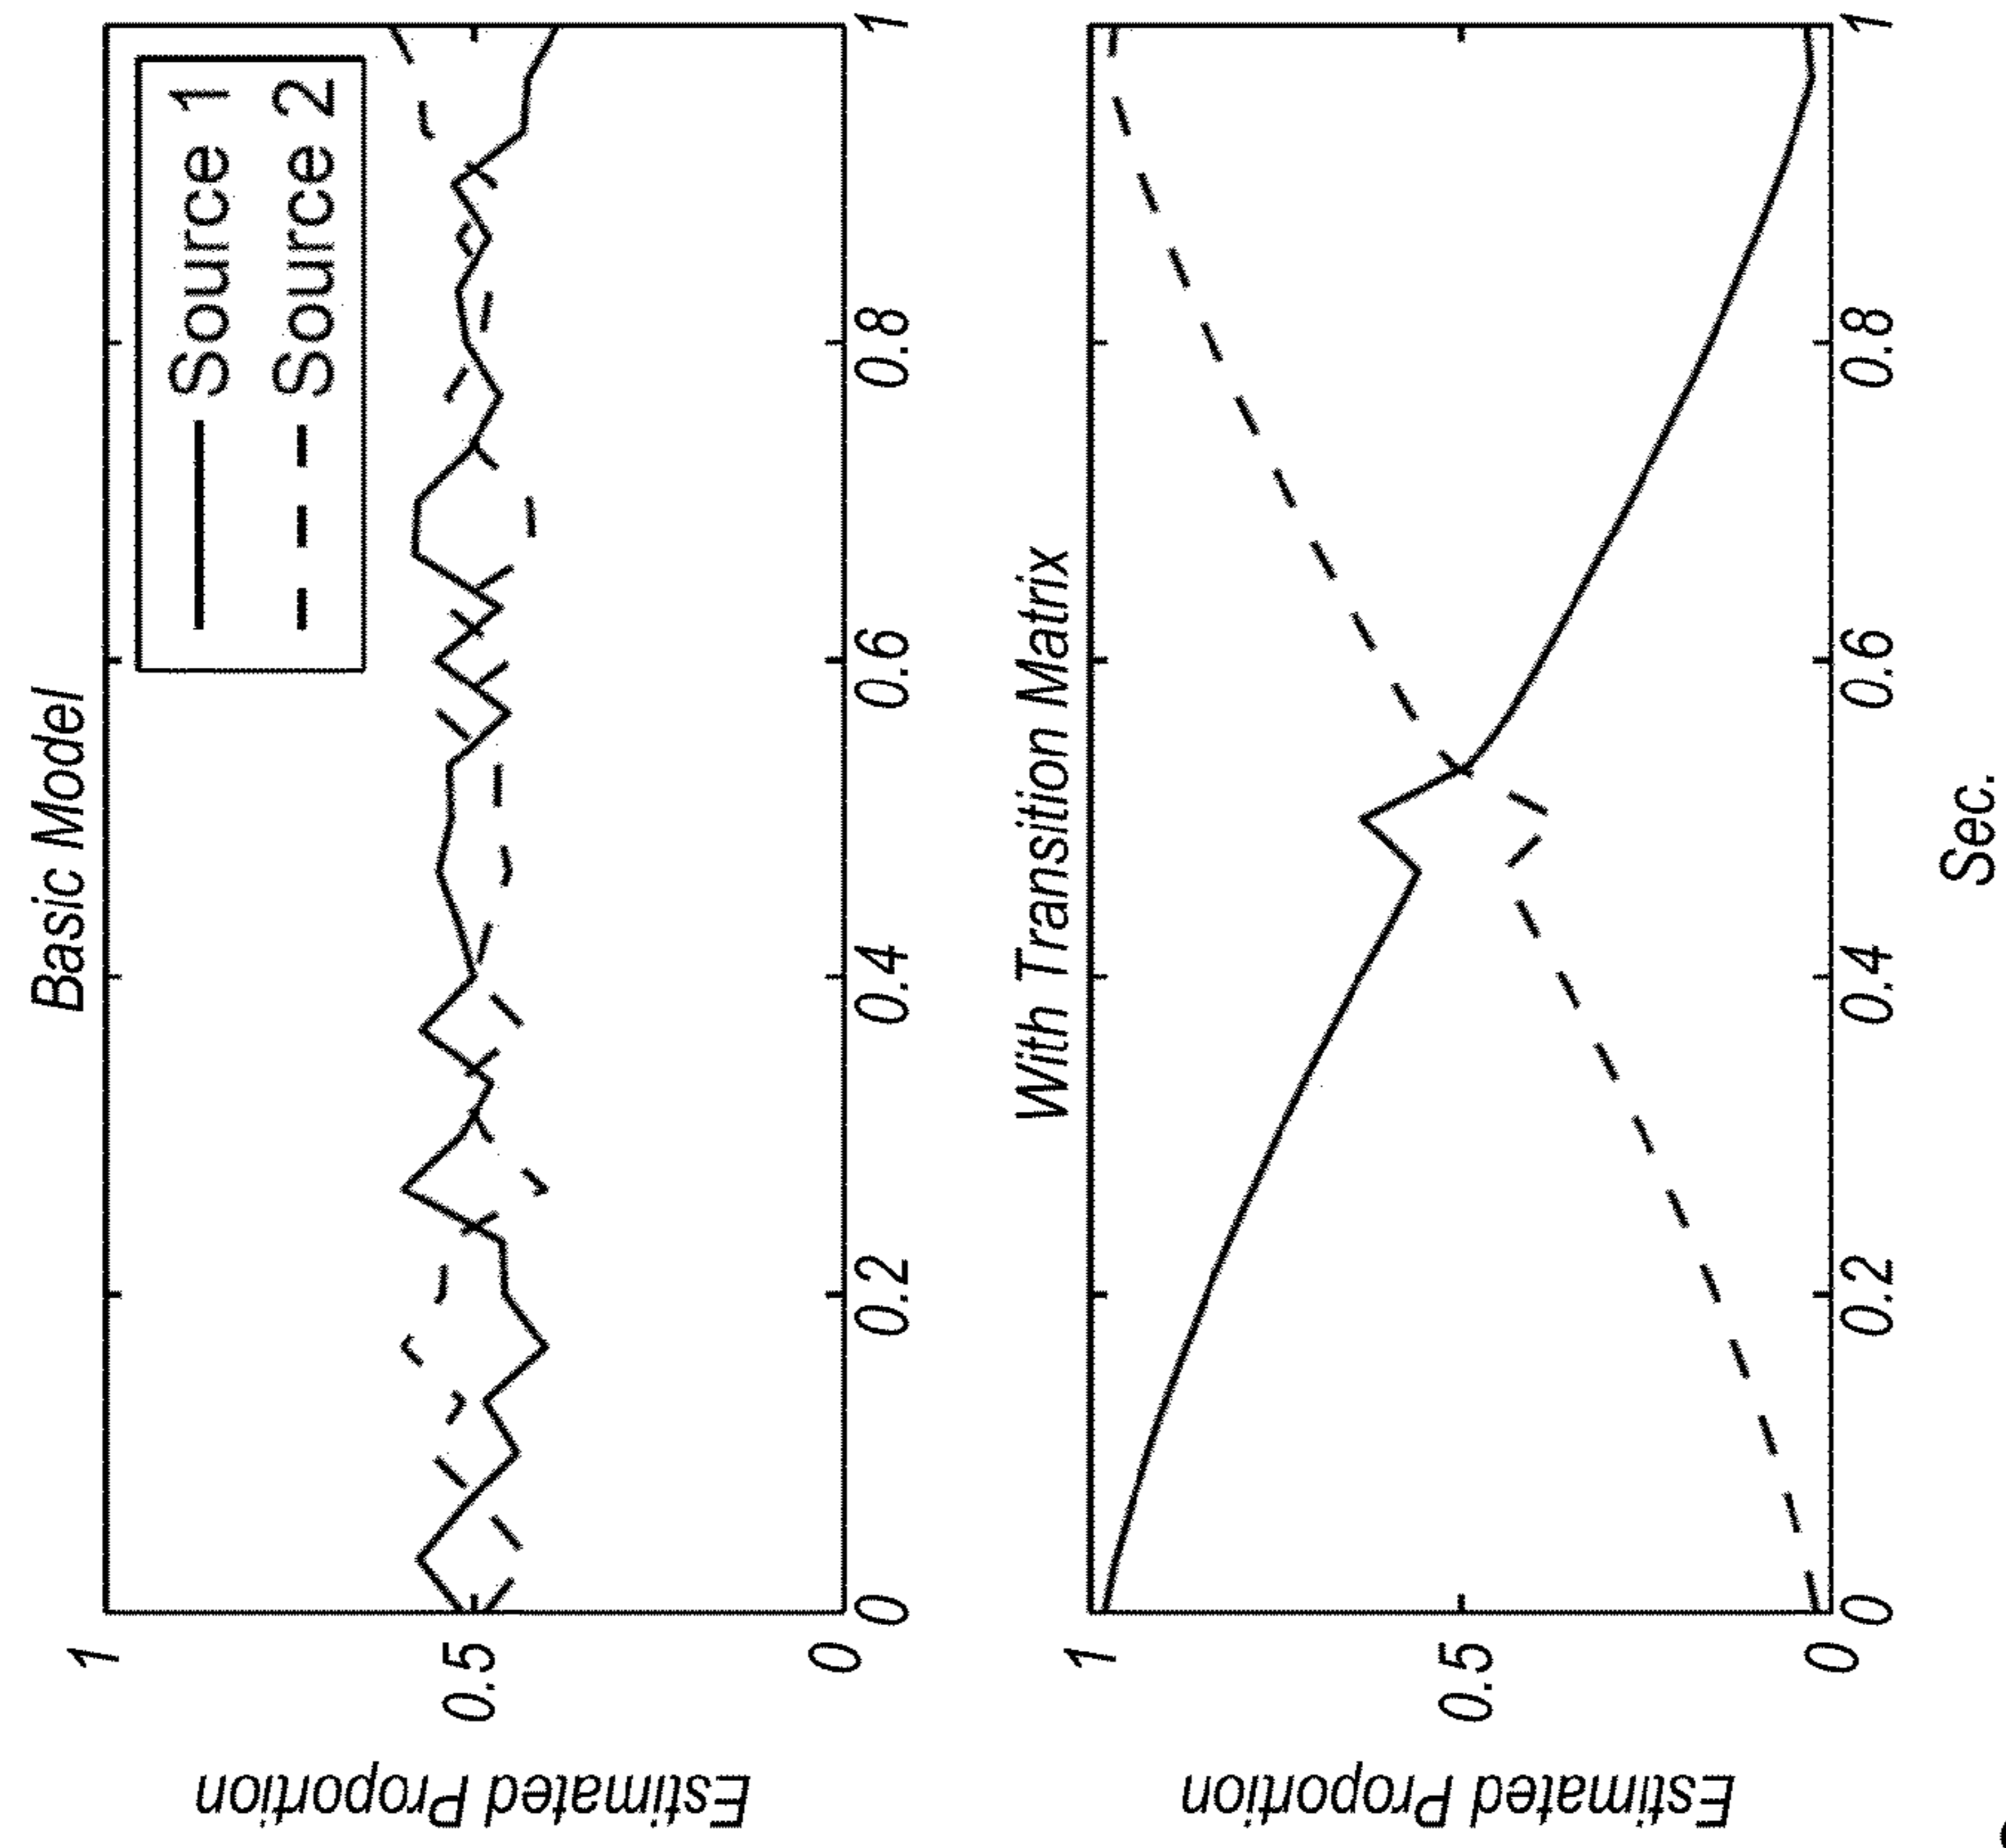 Basic Model
Estimated Proportion
1
0.5
0
Source 1
Source 2
0
0.2
0.4
0.6
0.8
1
With Transition Matrix
Estimated Proportion
1
0.5
0
0
0.2
0.4
0.6
0.8
1
Sec.